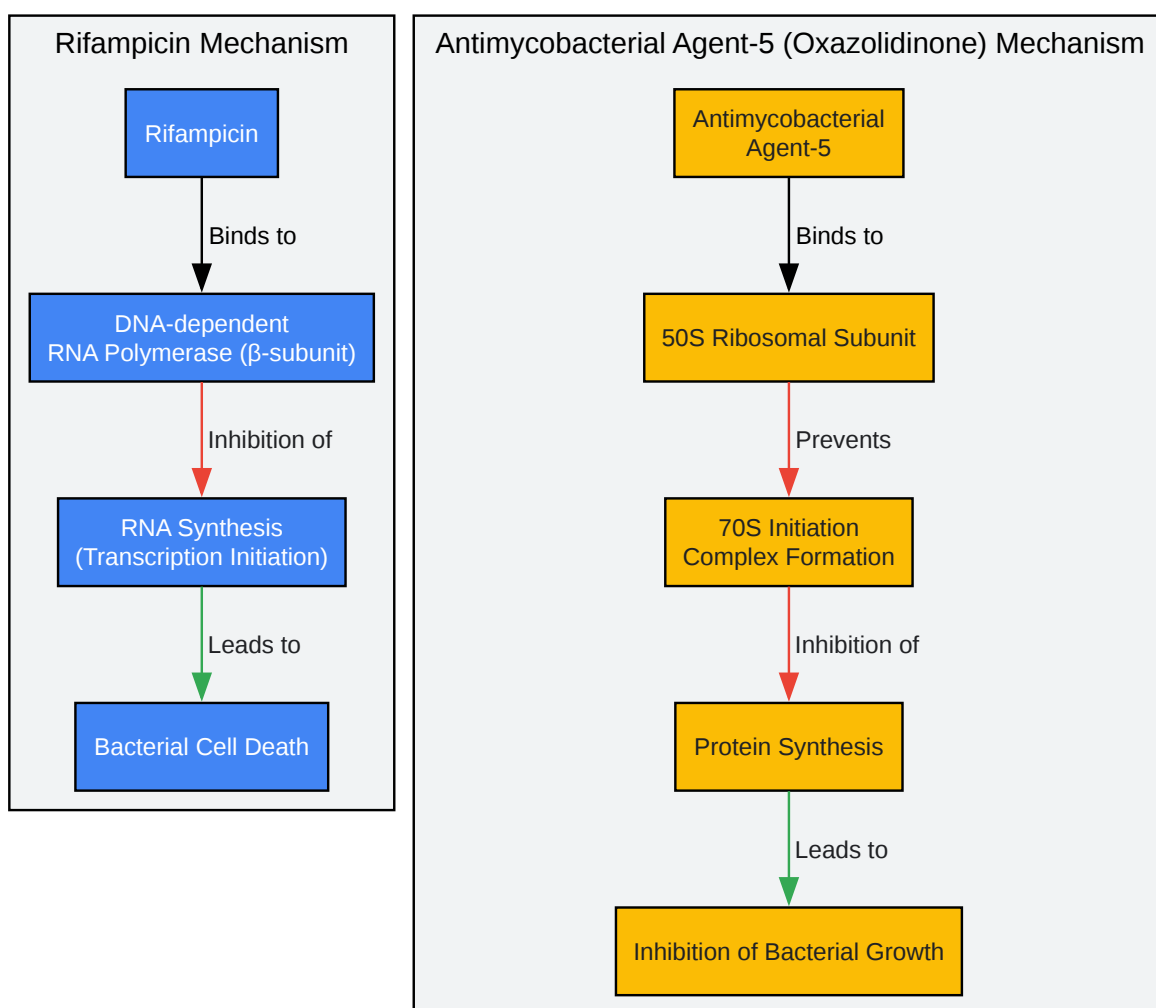 Rifampicin Mechanism
Rifampicin
Binds to
DNA-dependent
RNA Polymerase (β-subunit)
Inhibition of
RNA Synthesis
(Transcription Initiation)
Leads to
Bacterial Cell Death
Antimycobacterial Agent-5 (Oxazolidinone) Mechanism
Antimycobacterial
Agent-5
Binds to
50S Ribosomal Subunit
Prevents
70S Initiation
Complex Formation
Inhibition of
Protein Synthesis
Leads to
Inhibition of Bacterial Growth